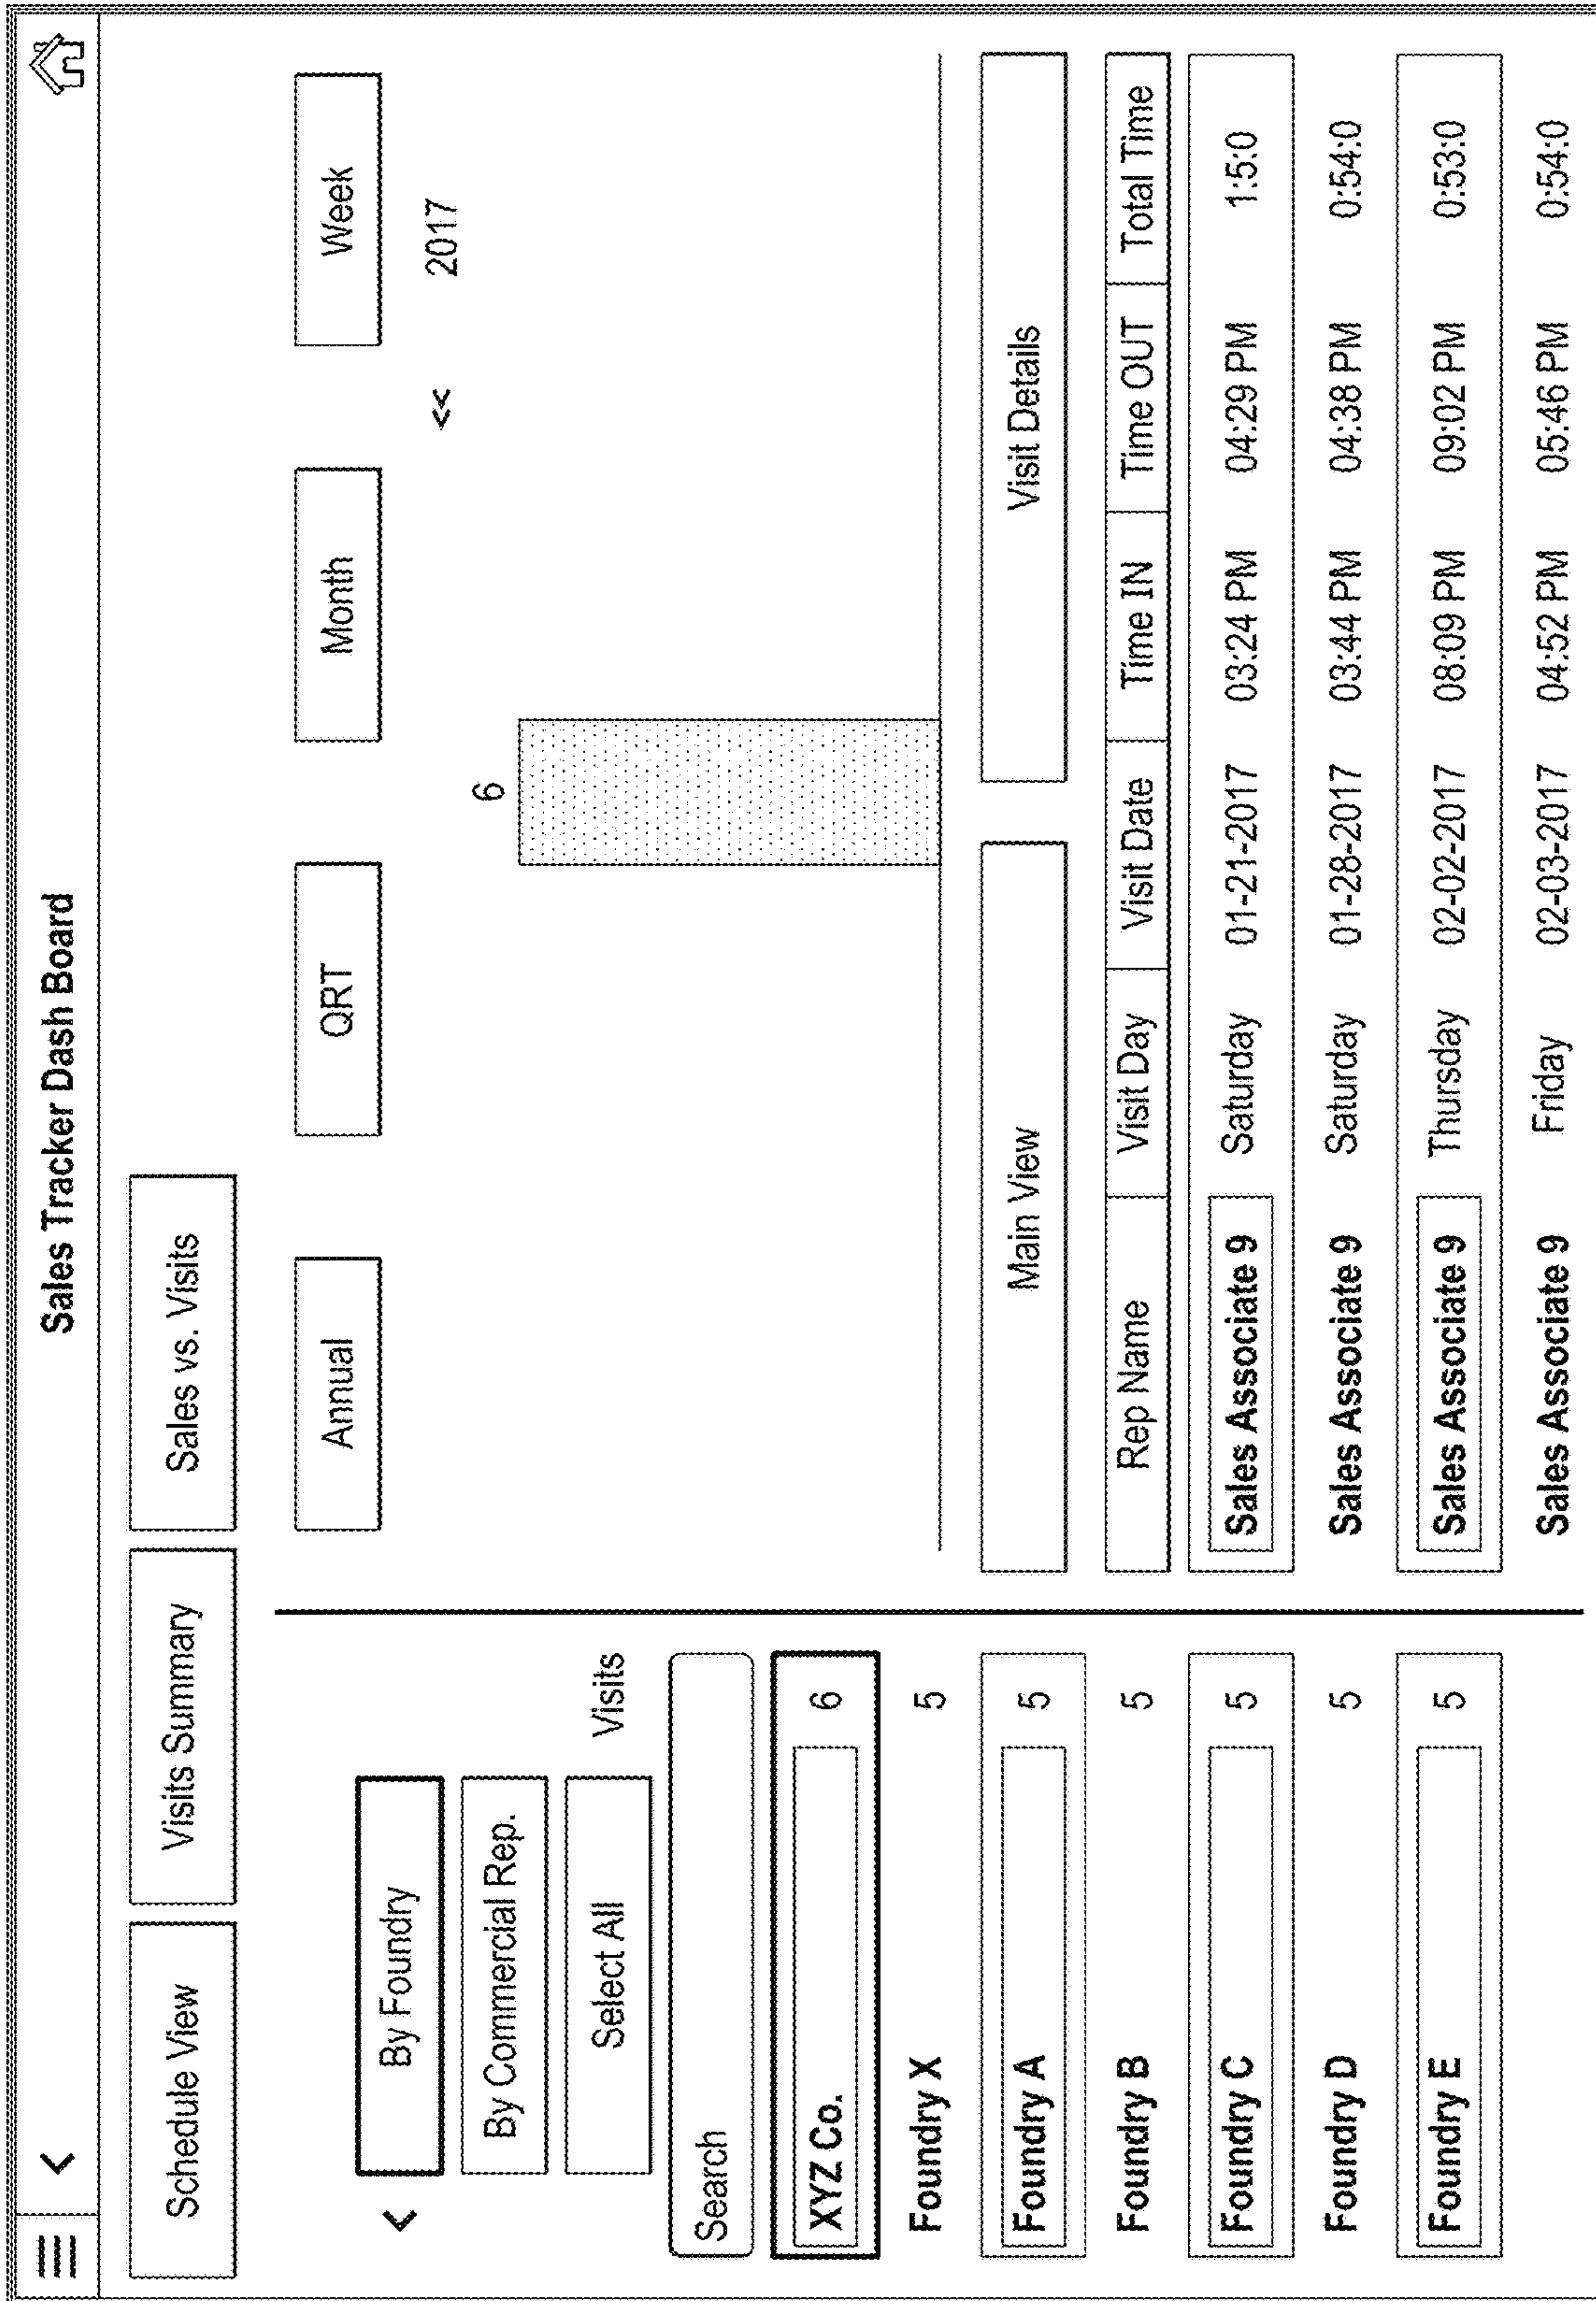 Sales Tracker Dash Board
Schedule View Visits Summary Sales vs. Visits
By Foundry
By Commercial Rep.
Select All Visits
Search
XYZ Co. 6
Foundry X 5
Foundry A 5
Foundry B 5
Foundry C 5
Foundry D 5
Foundry E 5
Annual QRT Month Week
<< 2017
6
Main View Visit Details
Rep Name Visit Day Visit Date Time IN Time OUT Total Time
Sales Associate 9 Saturday 01-21-2017 03:24 PM 04:29 PM 1:5:0
Sales Associate 9 Saturday 01-28-2017 03:44 PM 04:38 PM 0:54:0
Sales Associate 9 Thursday 02-02-2017 08:09 PM 09:02 PM 0:53:0
Sales Associate 9 Friday 02-03-2017 04:52 PM 05:46 PM 0:54:0